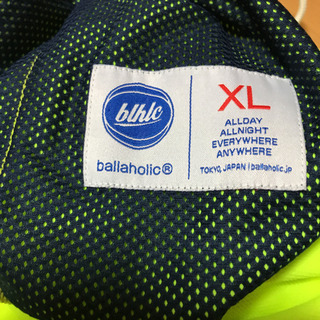 blhlc
ballaholic®
XL
ALLDAY
ALLNIGHT
EVERYWHERE
ANYWHERE
TOKYO, JAPAN | ballaholic.jp